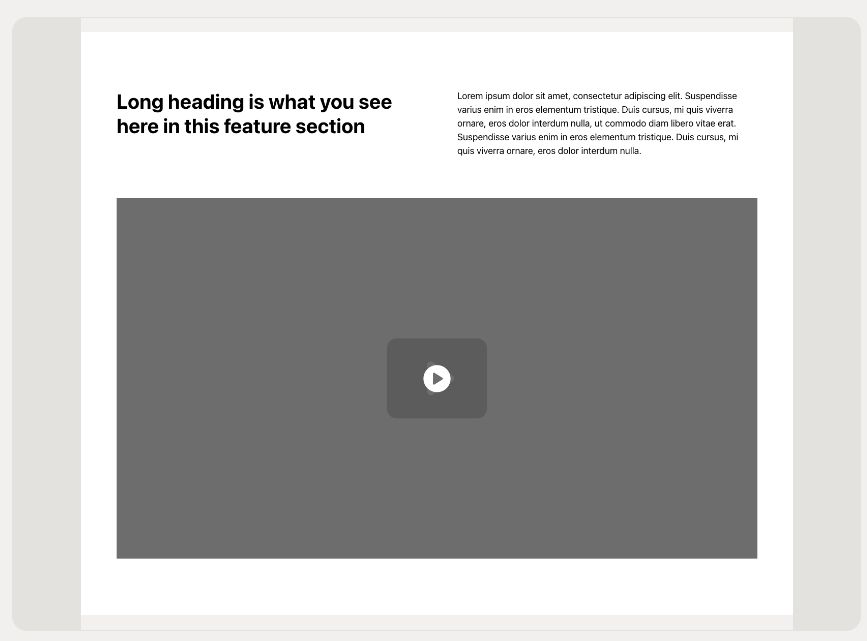 Long heading is what you see
here in this feature section
Lorem ipsum dolor sit amet, consectetur adipiscing elit. Suspendisse
varius enim in eros elementum tristique. Duis cursus, mi quis viverra
ornare, eros dolor interdum nulla, ut commodo diam libero vitae erat.
Suspendisse varius enim in eros elementum tristique. Duis cursus, mi
quis viverra ornare, eros dolor interdum nulla.